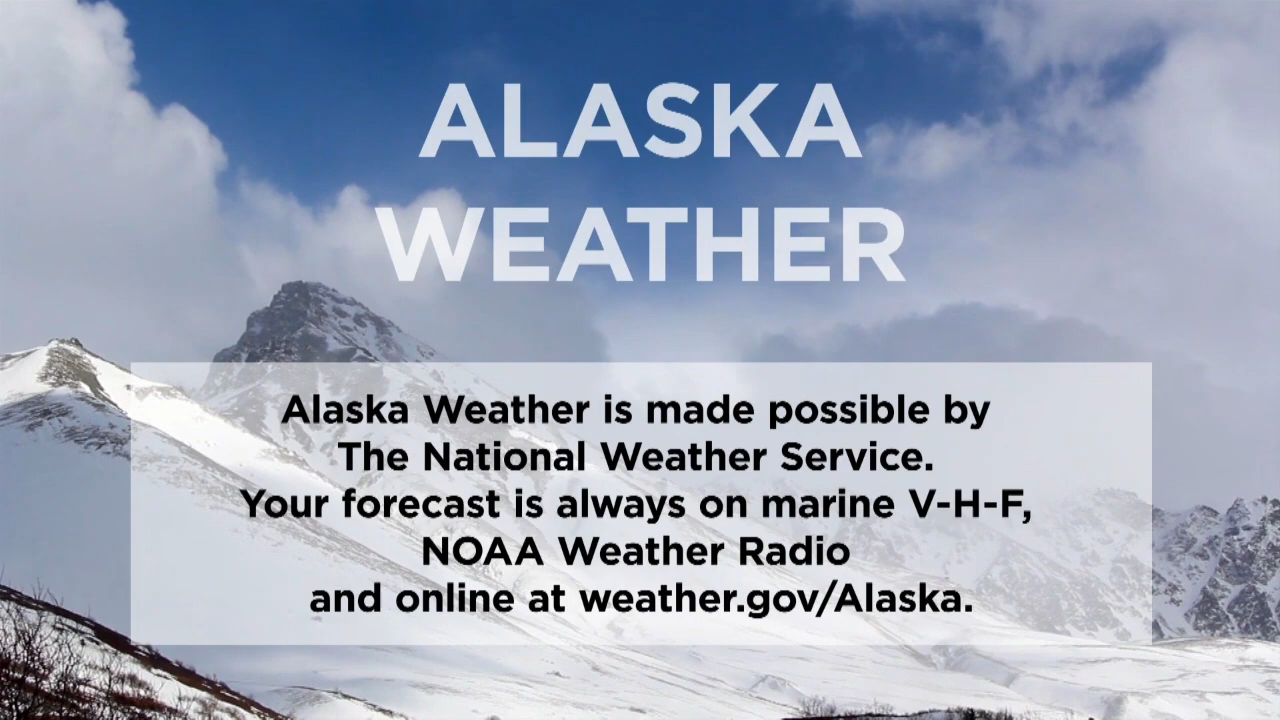 ALASKA
WEATHER
Alaska Weather is made possible by
The National Weather Service.
Your forecast is always on marine V-H-F,
NOAA Weather Radio
and online at weather.gov/Alaska.